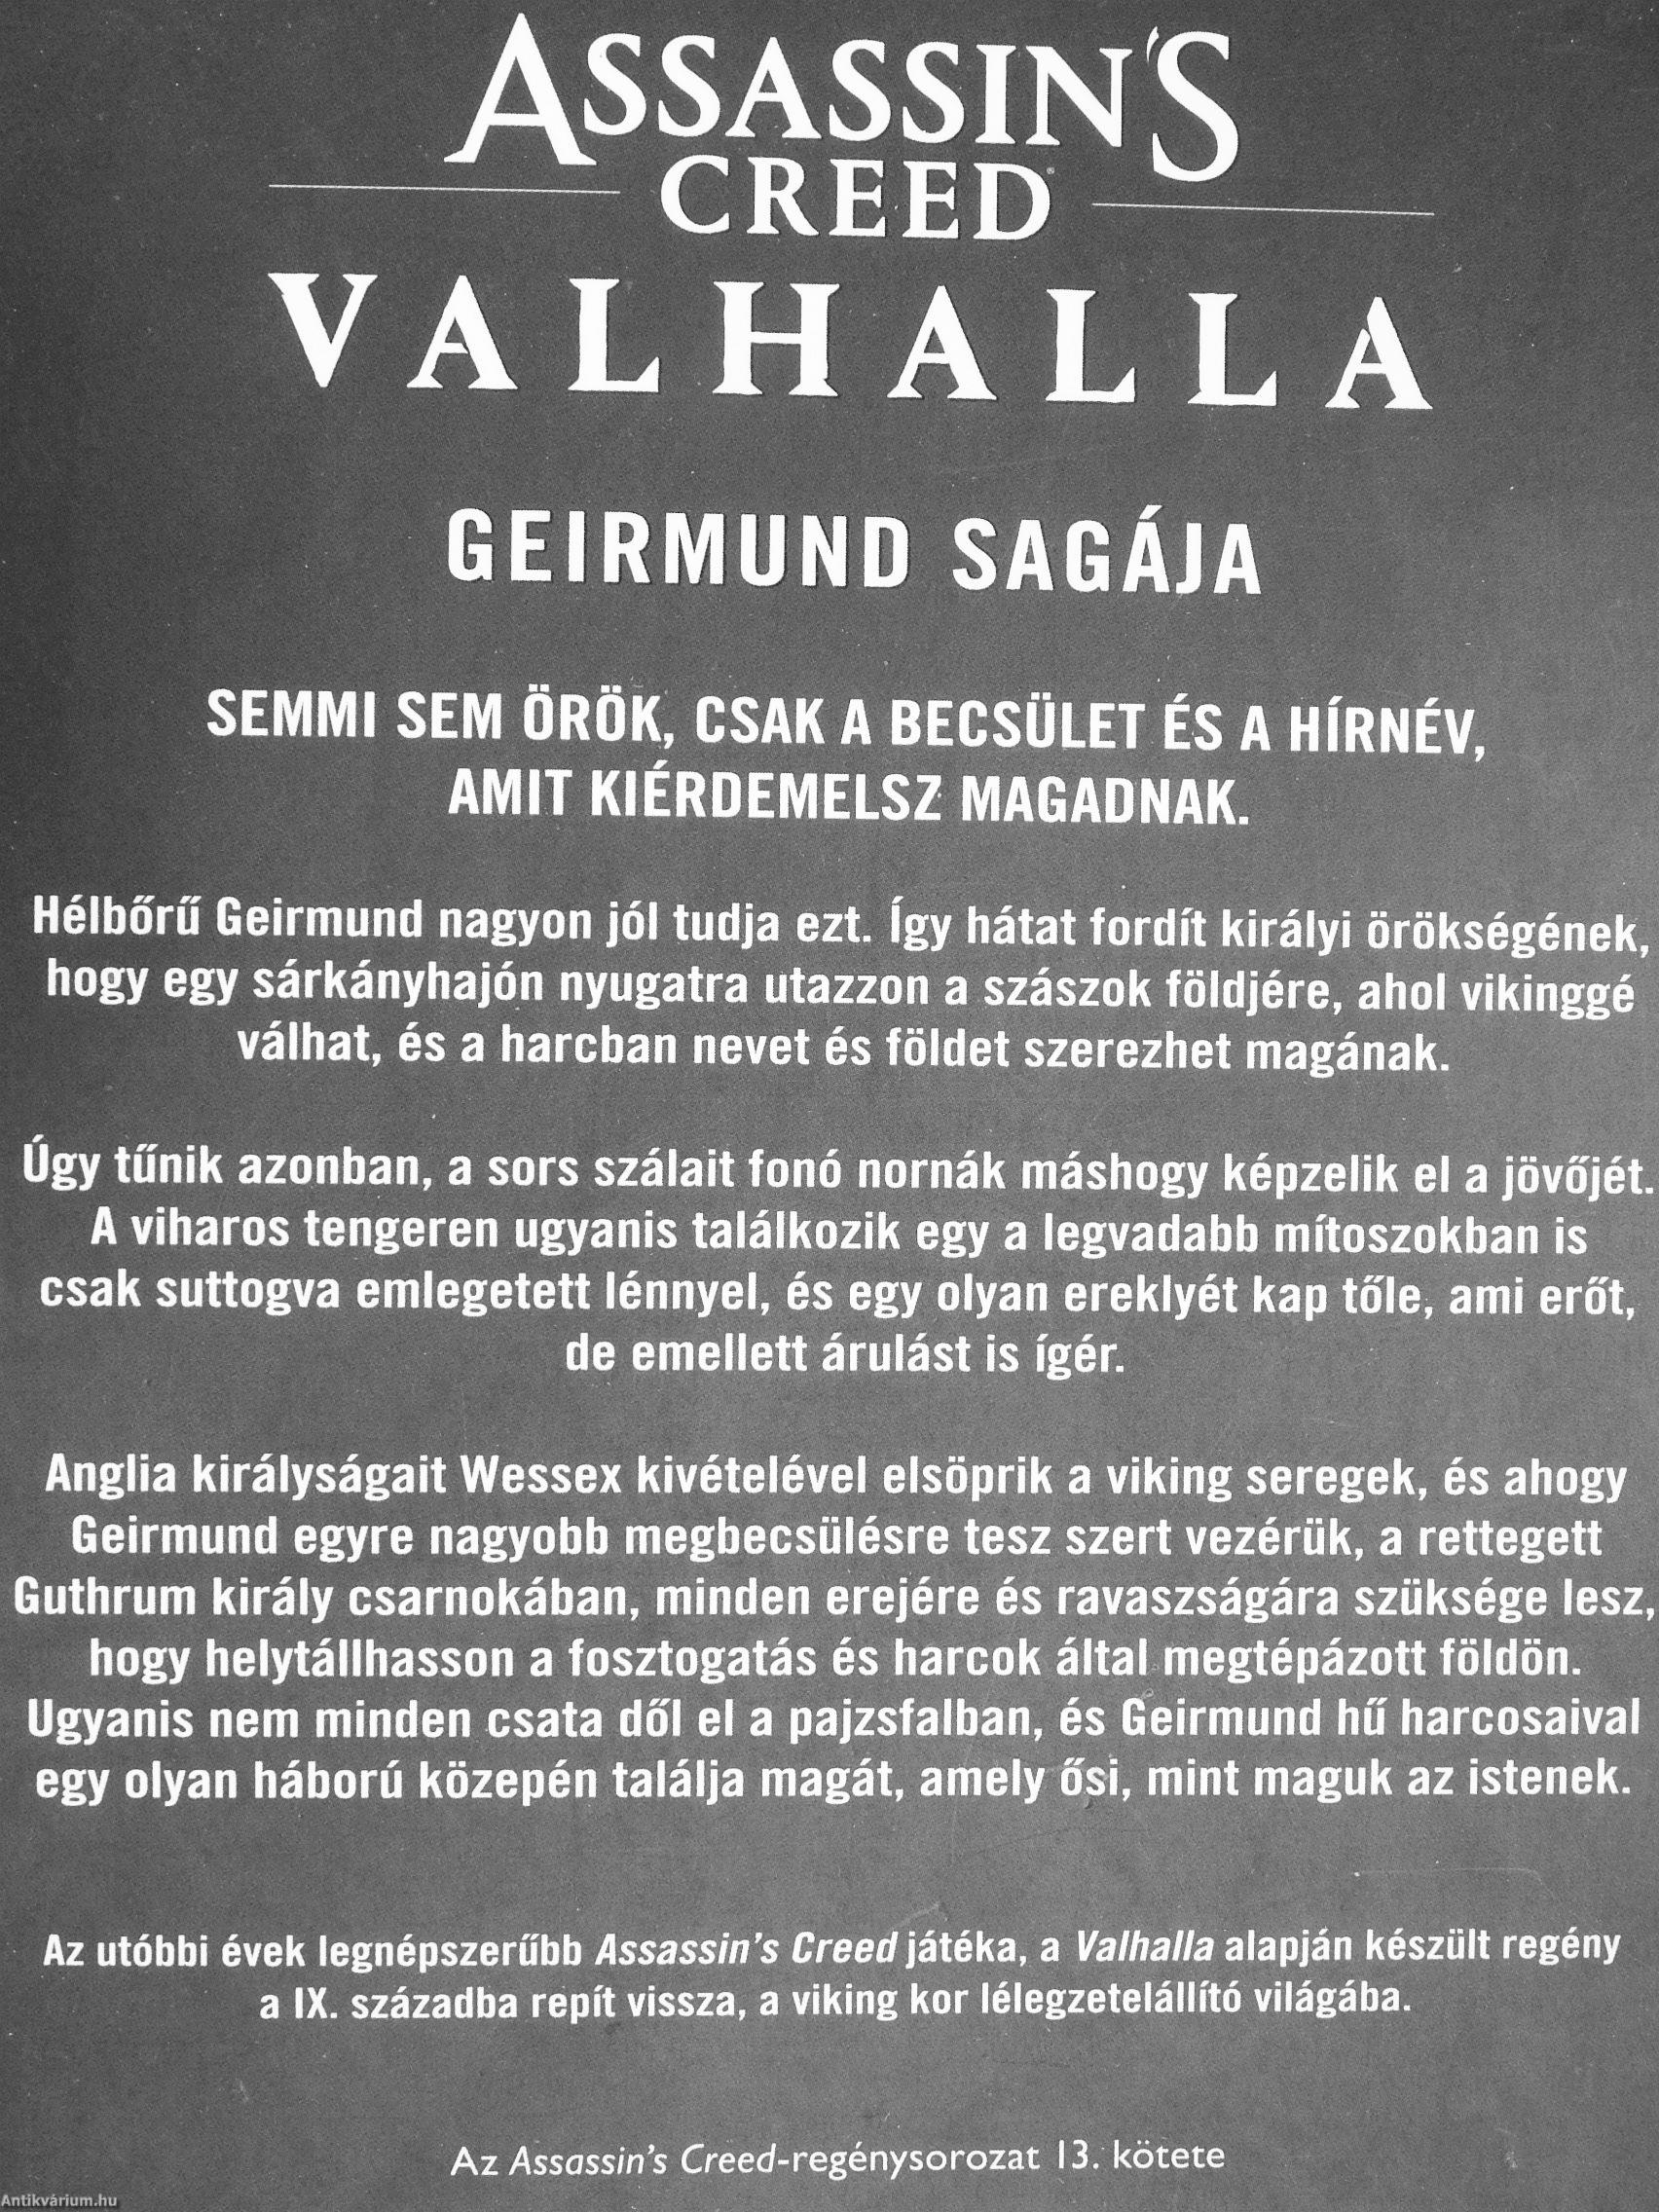 ASSASSIN'S
CREED
VALHALLA
GEIRMUND SAGÁJA
SEMMI SEM ÖRÖK, CSAK A BECSÜLET ÉS A HÍRNÉV,
AMIT KIÉRDEMELSZ MAGADNAK.
Hélbőrű Geirmund nagyon jól tudja ezt. Így hátat fordít királyi örökségének,
hogy egy sárkányhajón nyugatra utazzon a szászok földjére, ahol vikinggé
válhat, és a harcban nevet és földet szerezhet magának.
Úgy tűnik azonban, a sors szálait fonó nornák máshogy képzelik el a jövőjét.
A viharos tengeren ugyanis találkozik egy a legvadabb mítoszokban is
csak suttogva emlegetett lénnyel, és egy olyan ereklyét kap tőle, ami erőt,
de emellett árulást is ígér.
Anglia királyságait Wessex kivételével elsöprik a viking seregek, és ahogy
Geirmund egyre nagyobb megbecsülésre tesz szert vezérük, a rettegett
Guthrum király csarnokában, minden erejére és ravaszságára szüksége lesz,
hogy helytállhasson a fosztogatás és harcok által megtépázott földön.
Ugyanis nem minden csata dől el a pajzsfalban, és Geirmund hű harcosaival
egy olyan háború közepén találja magát, amely ősi, mint maguk az istenek.
Az utóbbi évek legnépszerűbb Assassin's Creed játéka, a Valhalla alapján készült regény
a IX. századba repít vissza, a viking kor lélegzetelállító világába.
Az Assassin's Creed-regénysorozat 13. kötete
Antikvárium.hu